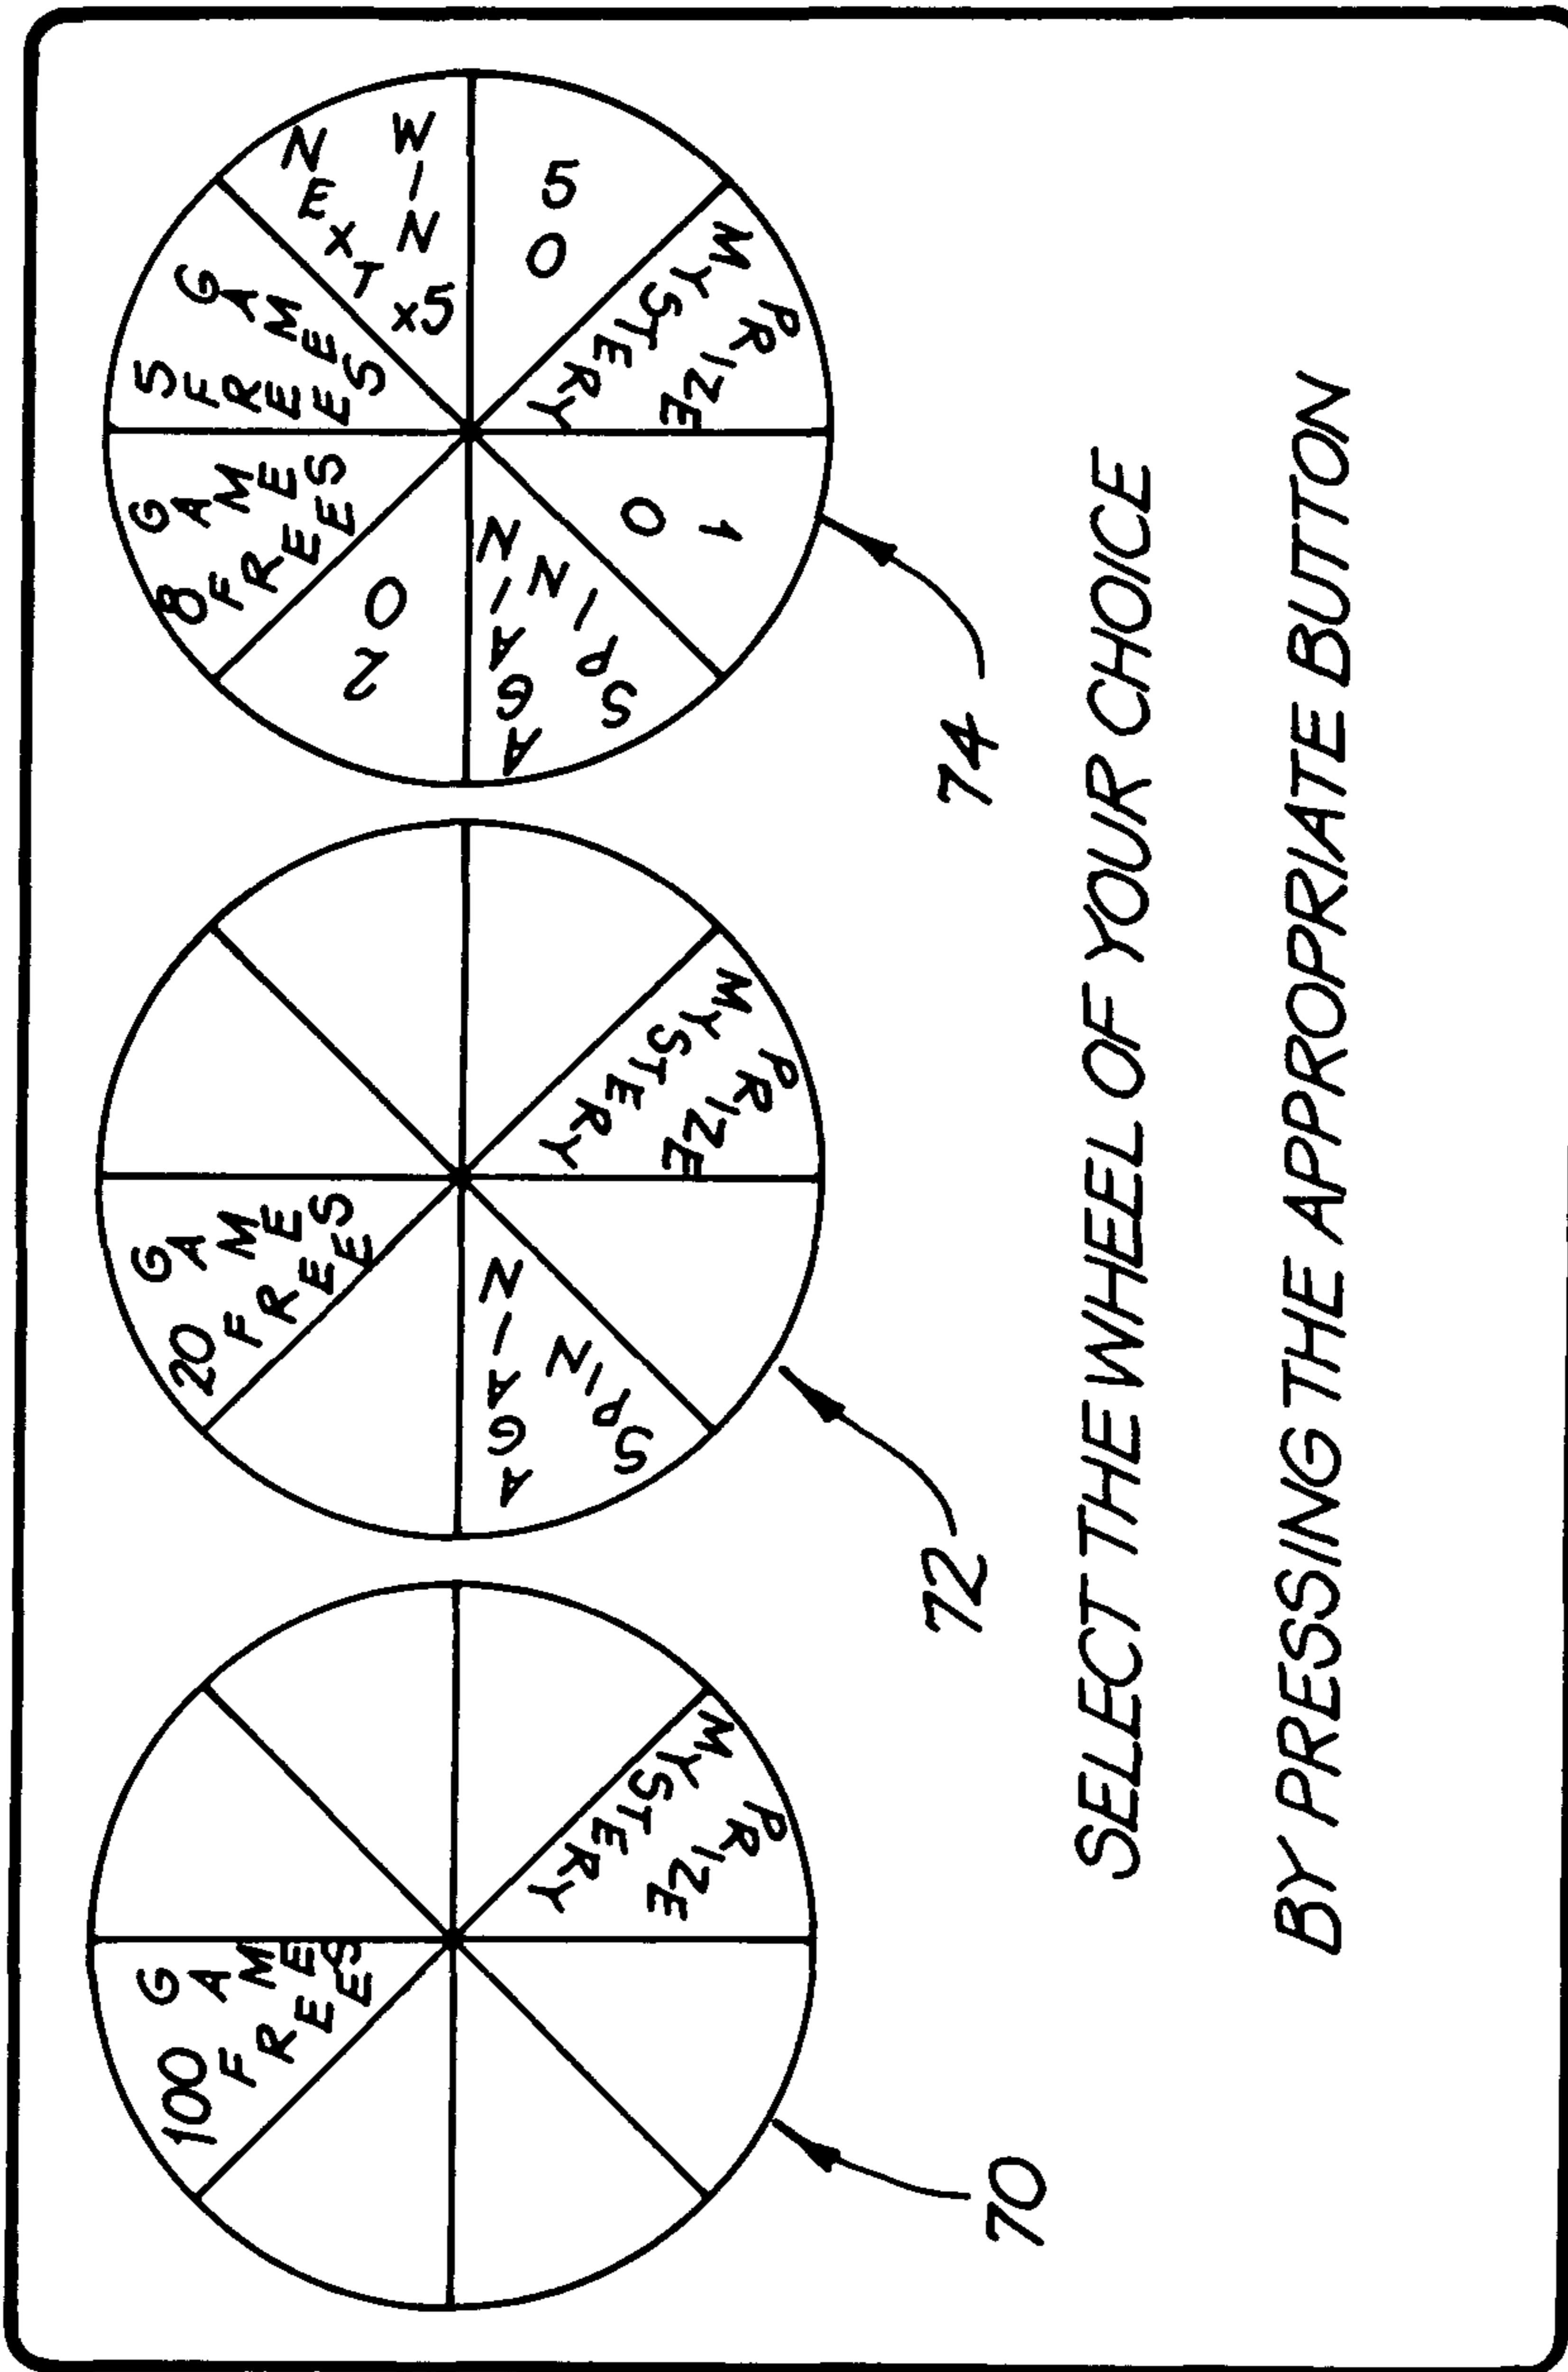 100 FREE
GAMES
MYSTERY
PRIZE
20 FREE
GAMES
SPIN
AGAIN
MYSTERY
PRIZE
8 FREE
GAMES
5 FREE
GAMES
NEXT
WIN
x5
50
MYSTERY
PRIZE
10
SPIN
AGAIN
20
70
72
74
SELECT THE WHEEL OF YOUR CHOICE
BY PRESSING THE APPROPRIATE BUTTON